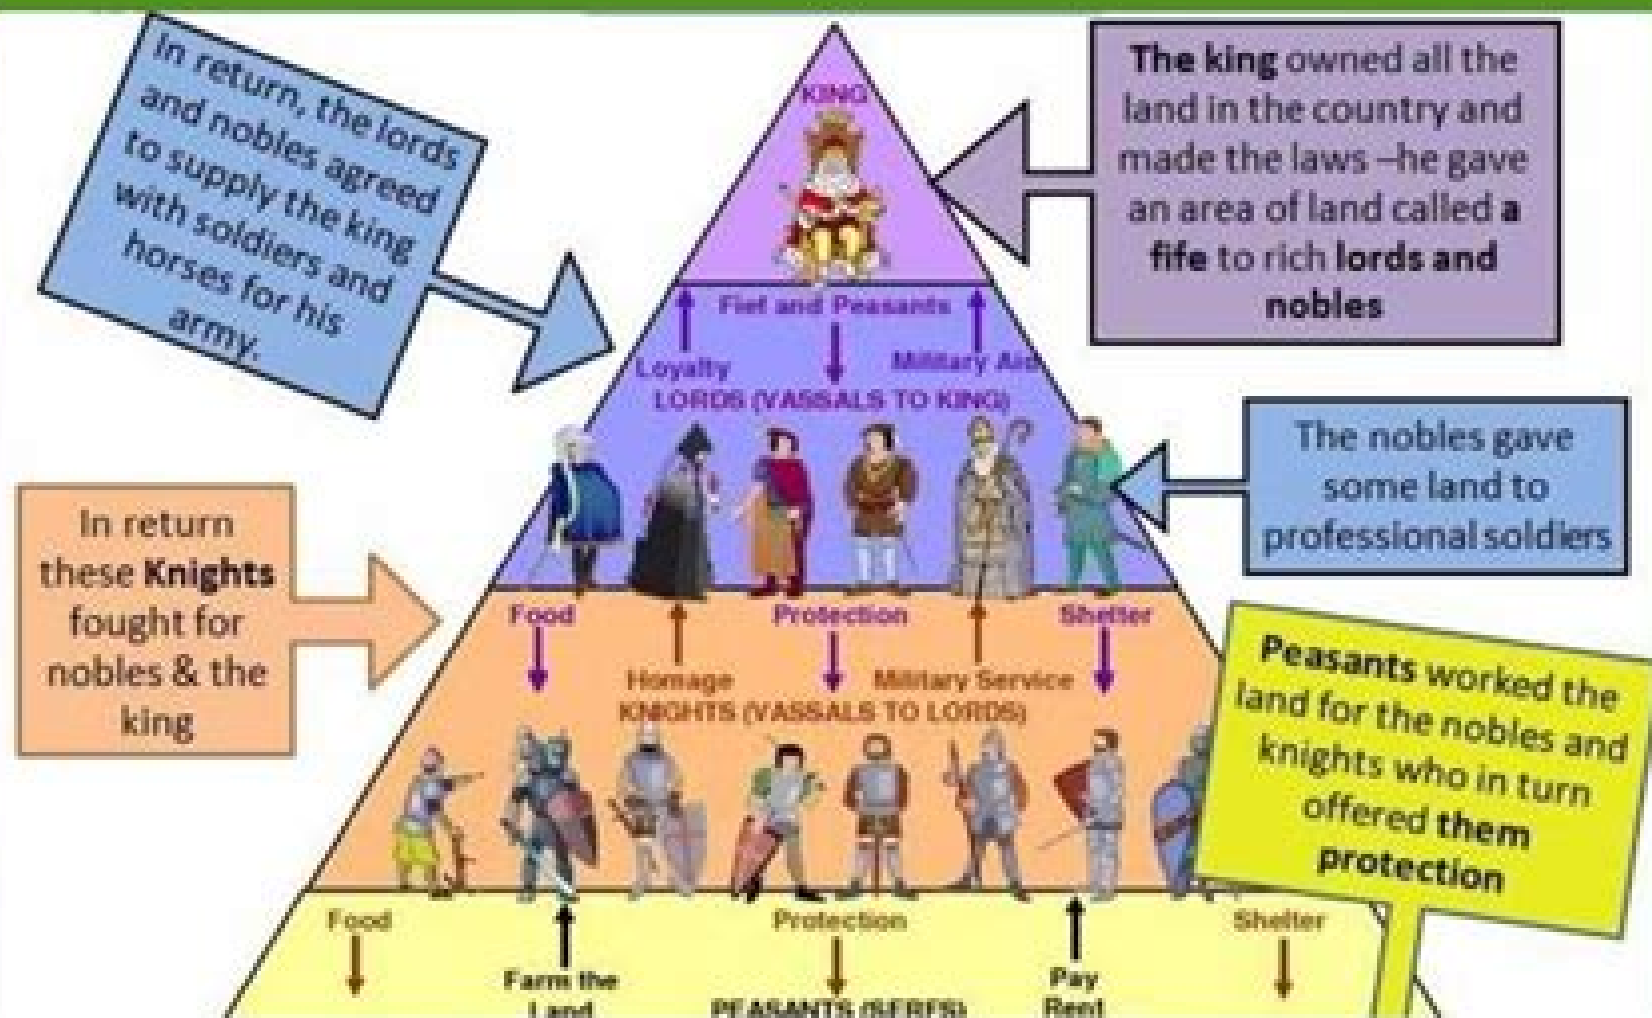 In return, the lords
and nobles agreed
to supply the king
with soldiers and
horses for his
army.
KING
The king owned all the
land in the country and
made the laws –he gave
an area of land called a
fife to rich lords and
nobles
Fief and Peasants
Loyalty
Military Aid
LORDS (VASSALS TO KING)
The nobles gave
some land to
professional soldiers
In return
these Knights
fought for
nobles & the
king
Food
Protection
Shelter
Homage
Military Service
KNIGHTS (VASSALS TO LORDS)
Peasants worked the
land for the nobles and
knights who in turn
offered them
protection
Food
Protection
Shelter
Farm the
Land
Pay
Rent
PEASANTS (SERFS)